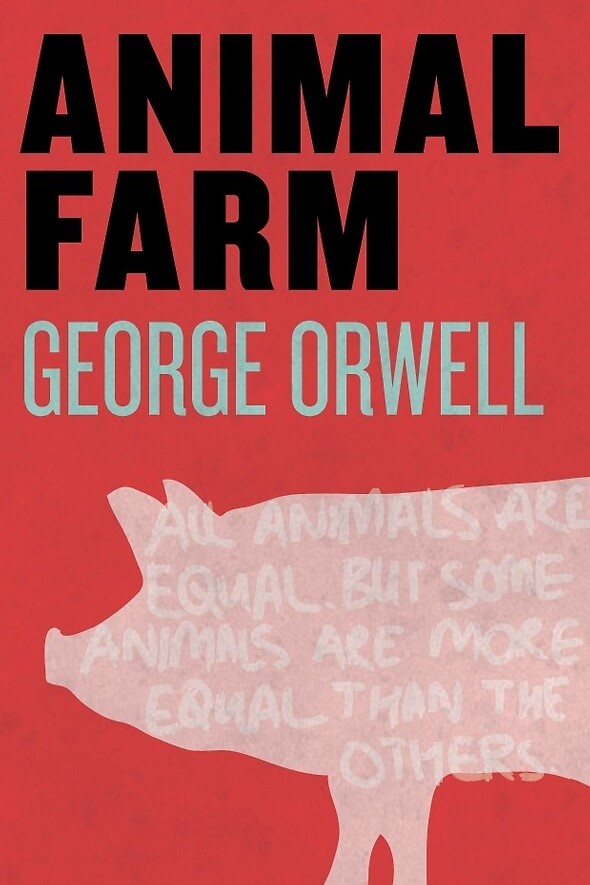 ANIMAL
FARM
GEORGE ORWELL
ALL ANIMALS ARE
EQUAL. BUT SOME
ANIMALS ARE MORE
EQUAL THAN THE
OTHERS.